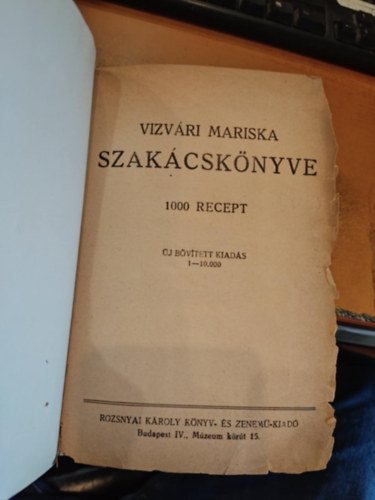 VIZVÁRI MARISKA
SZAKÁCSKÖNYVE
1000 RECEPT
ÚJ BŐVÍTETT KIADÁS
1—10.000
ROZSNYAI KÁROLY KÖNYV- ÉS ZENEMŰ-KIADÓ
Budapest IV., Múzeum körút 15.